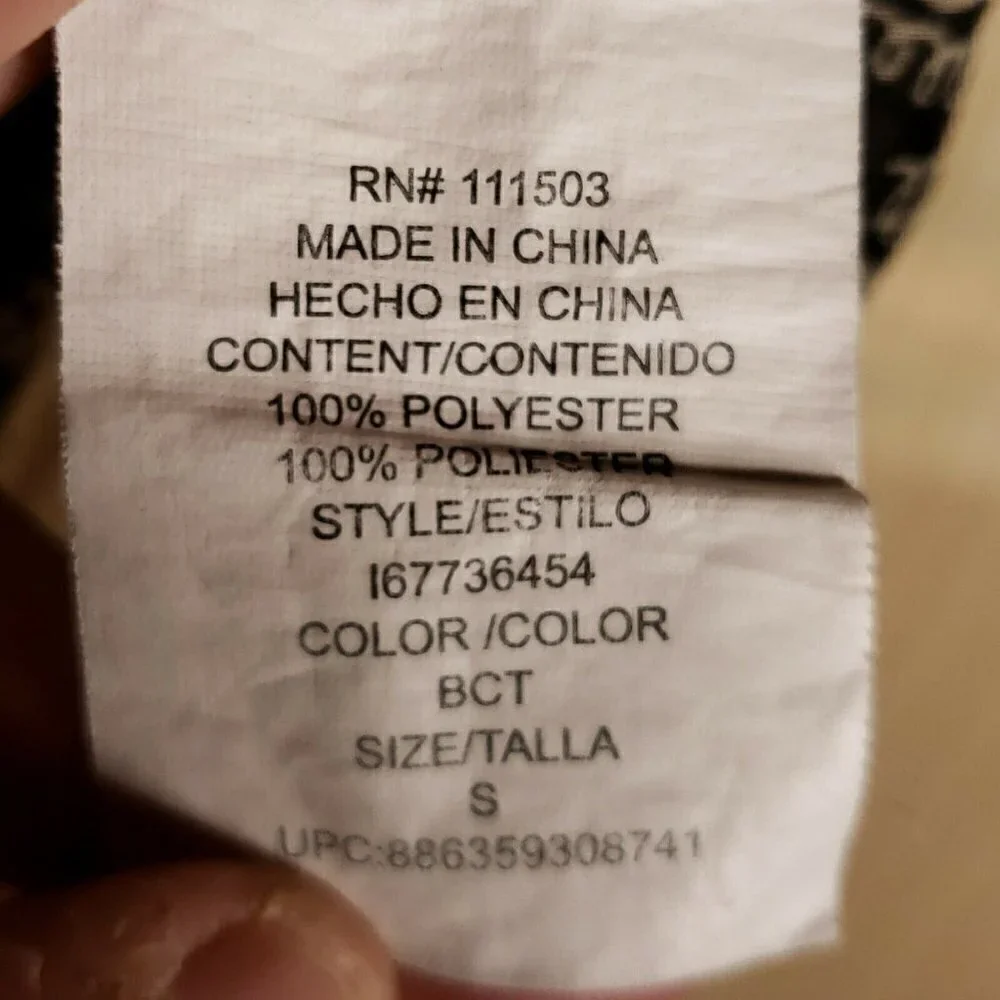 RN# 111503
MADE IN CHINA
HECHO EN CHINA
CONTENT/CONTENIDO
100% POLYESTER
100% POLIESTER
STYLE/ESTILO
I67736454
COLOR /COLOR
BCT
SIZE/TALLA
S
UPC:886359308741